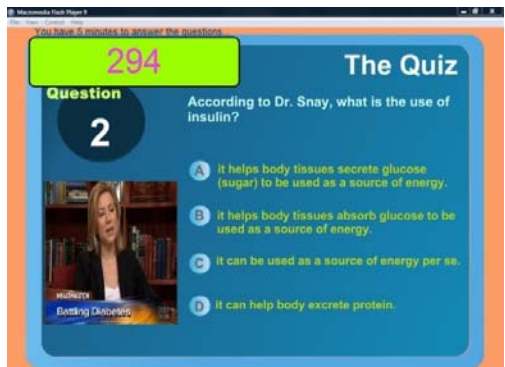 Macromedia Flash Player 9
File View Control Help
You have 5 minutes to answer the questions
294
The Quiz
Question
2
According to Dr. Snay, what is the use of
insulin?
A it helps body tissues secrete glucose
(sugar) to be used as a source of energy.
B it helps body tissues absorb glucose to be
used as a source of energy.
C it can be used as a source of energy per se.
D it can help body excrete protein.
Battling Diabetes